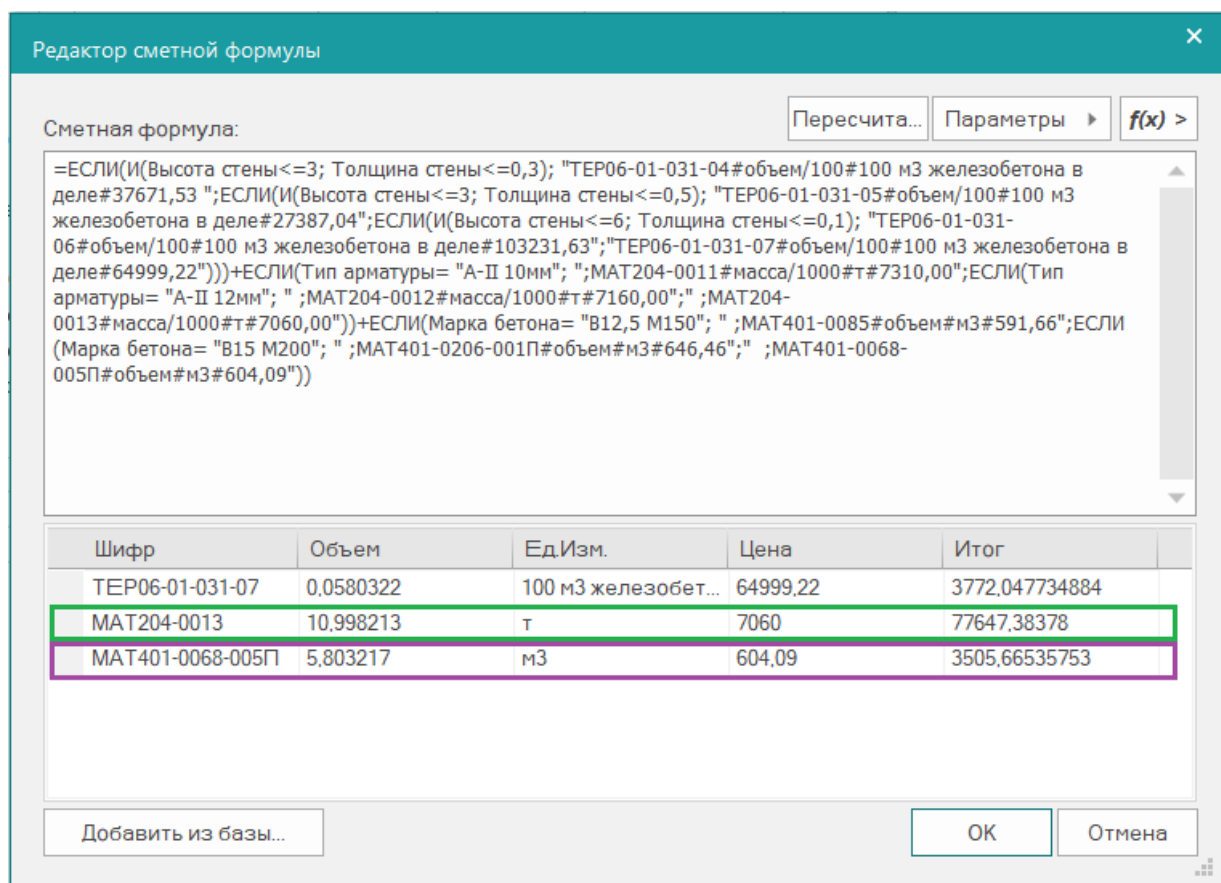 Редактор сметной формулы
Сметная формула:
Пересчита... Параметры f(x) >
=ЕСЛИ(И(Высота стены<=3; Толщина стены<=0,3); "ТЕР06-01-031-04#объем/100#100 м3 железобетона в
деле#37671,53 ";ЕСЛИ(И(Высота стены<=3; Толщина стены<=0,5); "ТЕР06-01-031-05#объем/100#100 м3
железобетона в деле#27387,04";ЕСЛИ(И(Высота стены<=6; Толщина стены<=0,1); "ТЕР06-01-031-
06#объем/100#100 м3 железобетона в деле#103231,63";"ТЕР06-01-031-07#объем/100#100 м3 железобетона в
деле#64999,22")))+ЕСЛИ(Тип арматуры= "А-II 10мм"; ";МАТ204-0011#масса/1000#т#7310,00";ЕСЛИ(Тип
арматуры= "А-II 12мм"; " ;МАТ204-0012#масса/1000#т#7160,00";" ;МАТ204-
0013#масса/1000#т#7060,00"))+ЕСЛИ(Марка бетона= "В12,5 М150"; " ;МАТ401-0085#объем#м3#591,66";ЕСЛИ
(Марка бетона= "В15 М200"; " ;МАТ401-0206-001П#объем#м3#646,46";"  ;МАТ401-0068-
005П#объем#м3#604,09"))
Шифр Объем Ед.Изм. Цена Итог
ТЕР06-01-031-07 0,0580322 100 м3 железобет... 64999,22 3772,047734884
МАТ204-0013 10,998213 т 7060 77647,38378
МАТ401-0068-005П 5,803217 м3 604,09 3505,66535753
Добавить из базы... ОК Отмена